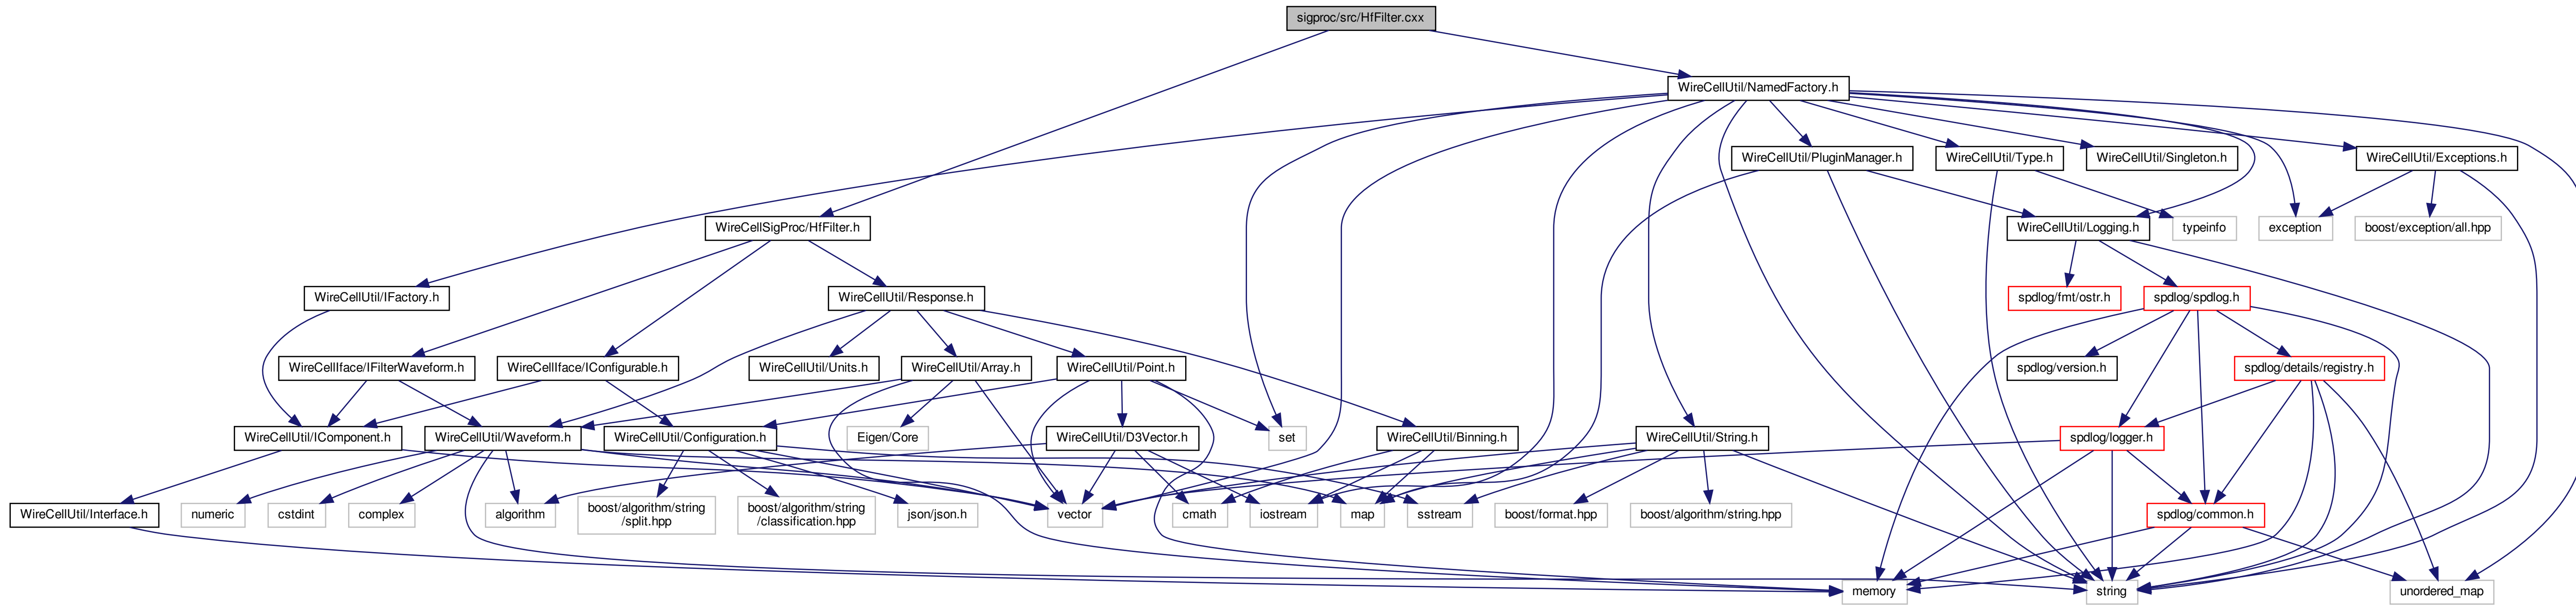 sigproc/src/HfFilter.cxx
WireCellUtil/NamedFactory.h
WireCellUtil/PluginManager.h
WireCellUtil/Type.h
WireCellUtil/Singleton.h
WireCellUtil/Exceptions.h
WireCellSigProc/HfFilter.h
WireCellUtil/Logging.h
typeinfo
exception
boost/exception/all.hpp
WireCellUtil/IFactory.h
WireCellUtil/Response.h
spdlog/fmt/ostr.h
spdlog/spdlog.h
WireCellIface/IFilterWaveform.h
WireCellIface/IConfigurable.h
WireCellUtil/Units.h
WireCellUtil/Array.h
WireCellUtil/Point.h
spdlog/version.h
spdlog/details/registry.h
WireCellUtil/IComponent.h
WireCellUtil/Waveform.h
WireCellUtil/Configuration.h
Eigen/Core
WireCellUtil/D3Vector.h
set
WireCellUtil/Binning.h
WireCellUtil/String.h
spdlog/logger.h
WireCellUtil/Interface.h
numeric
cstdint
complex
algorithm
boost/algorithm/string
/split.hpp
boost/algorithm/string
/classification.hpp
json/json.h
vector
cmath
iostream
map
sstream
boost/format.hpp
boost/algorithm/string.hpp
spdlog/common.h
memory
string
unordered_map